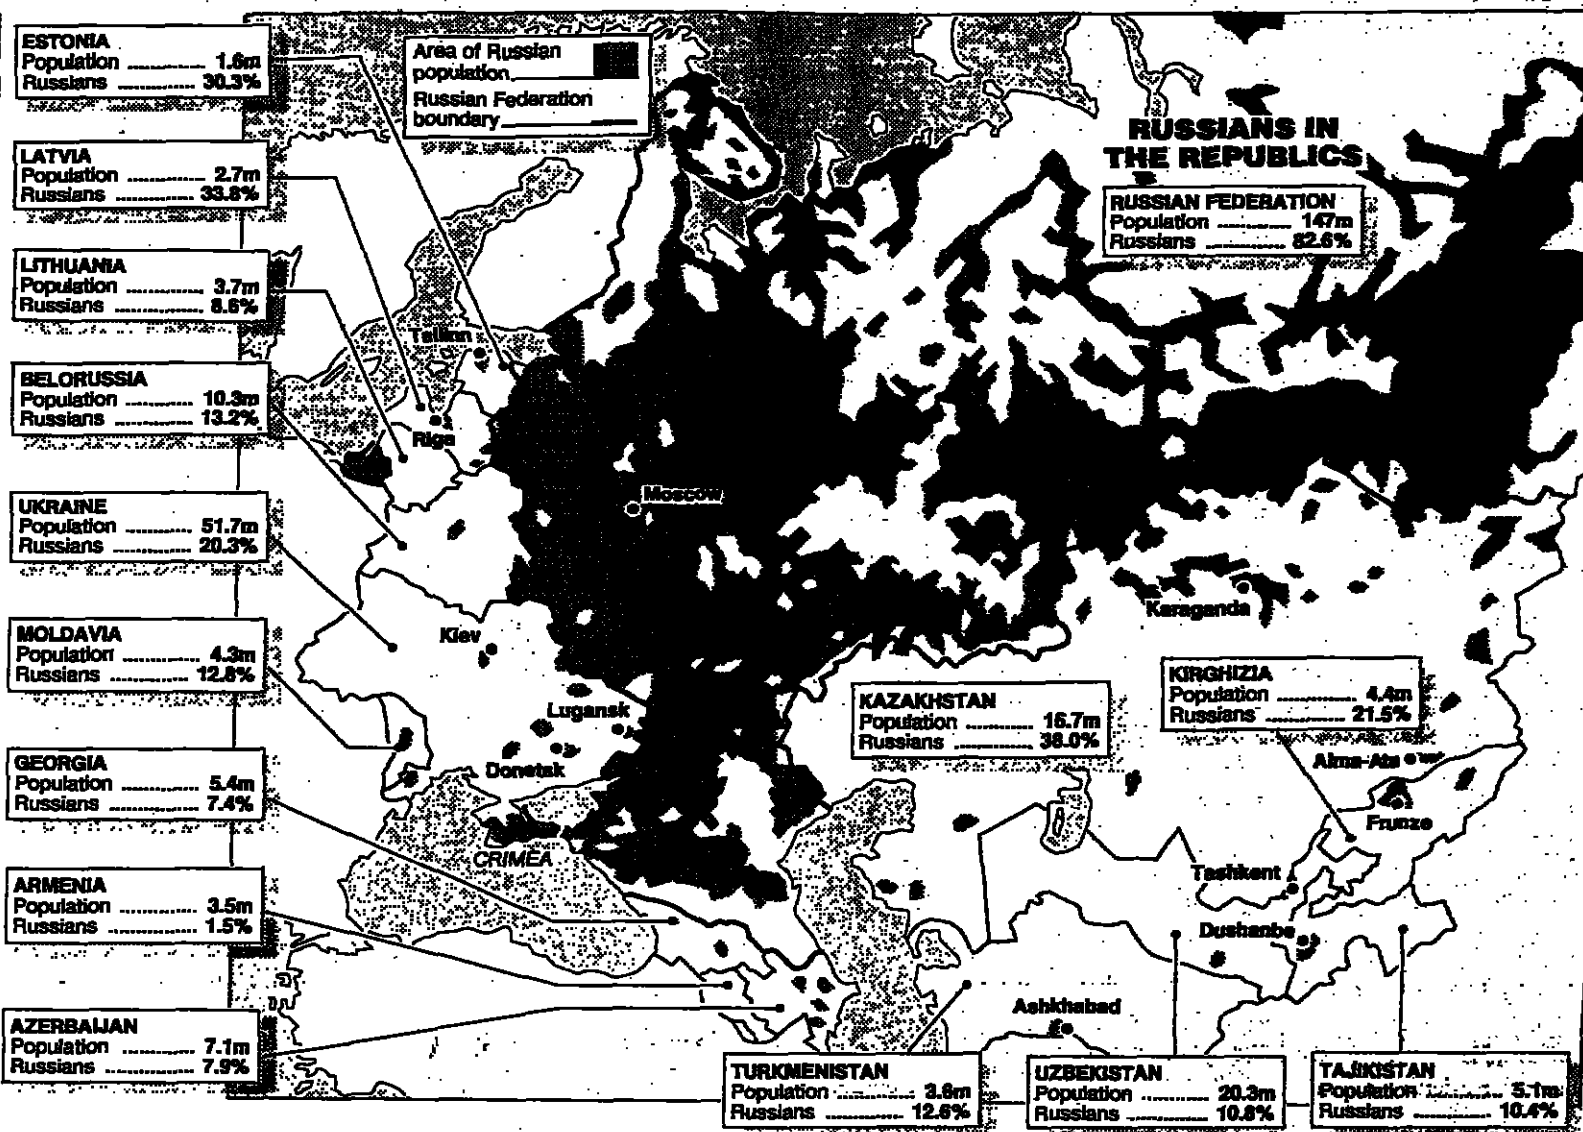 ESTONIA
Population .............. 1.6m
Russians .............. 30.3%
LATVIA
Population .............. 2.7m
Russians .............. 33.8%
LITHUANIA
Population .............. 3.7m
Russians .............. 8.6%
BELORUSSIA
Population ............ 10.3m
Russians .............. 13.2%
UKRAINE
Population ............ 51.7m
Russians .............. 20.3%
MOLDAVIA
Population .............. 4.3m
Russians .............. 12.8%
GEORGIA
Population .............. 5.4m
Russians .............. 7.4%
ARMENIA
Population .............. 3.5m
Russians .............. 1.5%
AZERBAIJAN
Population .............. 7.1m
Russians .............. 7.9%
Area of Russian
population
Russian Federation
boundary
RUSSIANS IN
THE REPUBLICS
RUSSIAN FEDERATION
Population ............ 147m
Russians ............ 82.6%
Tallinn
Riga
Moscow
Kiev
Lugansk
Donetsk
CRIMEA
Karaganda
KAZAKHSTAN
Population ............ 16.7m
Russians .............. 38.0%
KIRGHIZIA
Population .............. 4.4m
Russians .............. 21.5%
Alma-Ata
Frunze
Tashkent
Dushanbe
Ashkhabad
TURKMENISTAN
Population .............. 3.6m
Russians .............. 12.6%
UZBEKISTAN
Population ............ 20.3m
Russians .............. 10.8%
TAJIKISTAN
Population .............. 5.1m
Russians .............. 10.4%